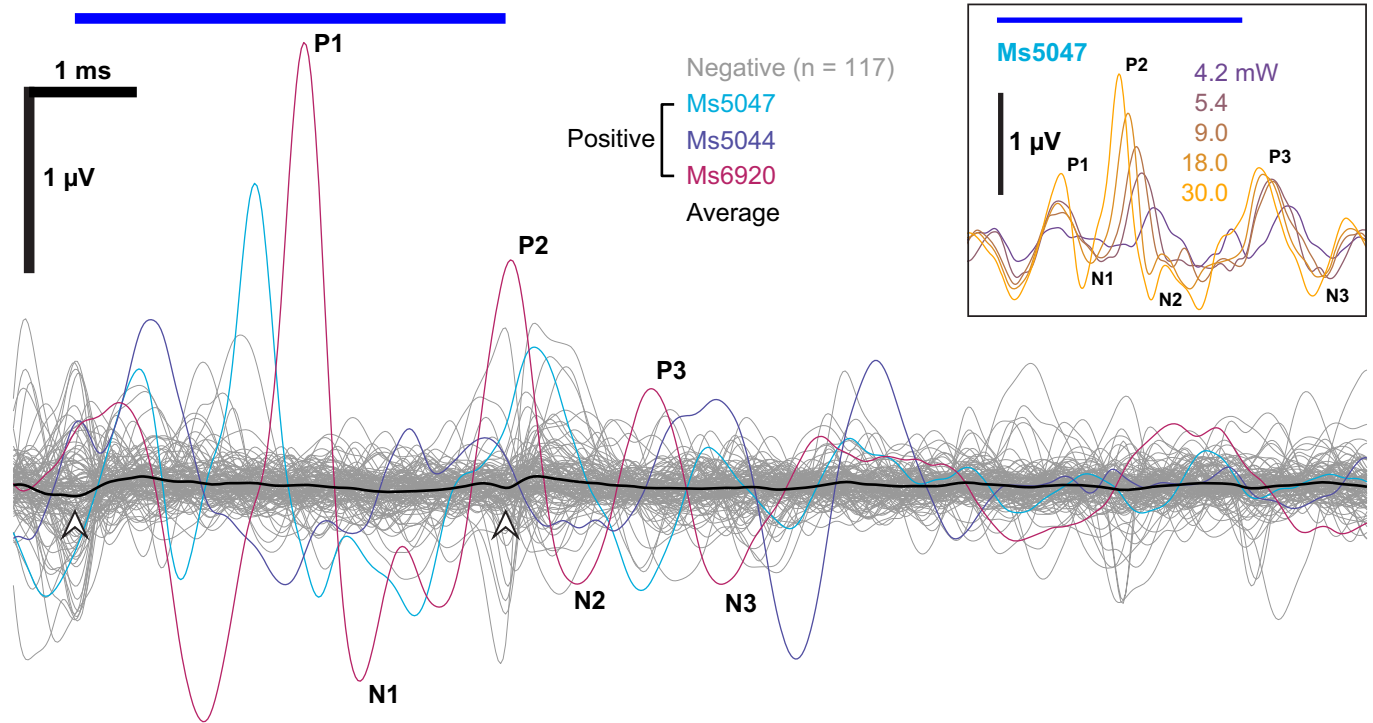 P1
1 ms
1 µV
Negative (n = 117)
Ms5047
Positive
Ms5044
Ms6920
Average
P2
P3
N1
N2
N3
Ms5047
P2
4.2 mW
5.4
9.0
18.0
30.0
1 µV
P1
P3
N1
N2
N3